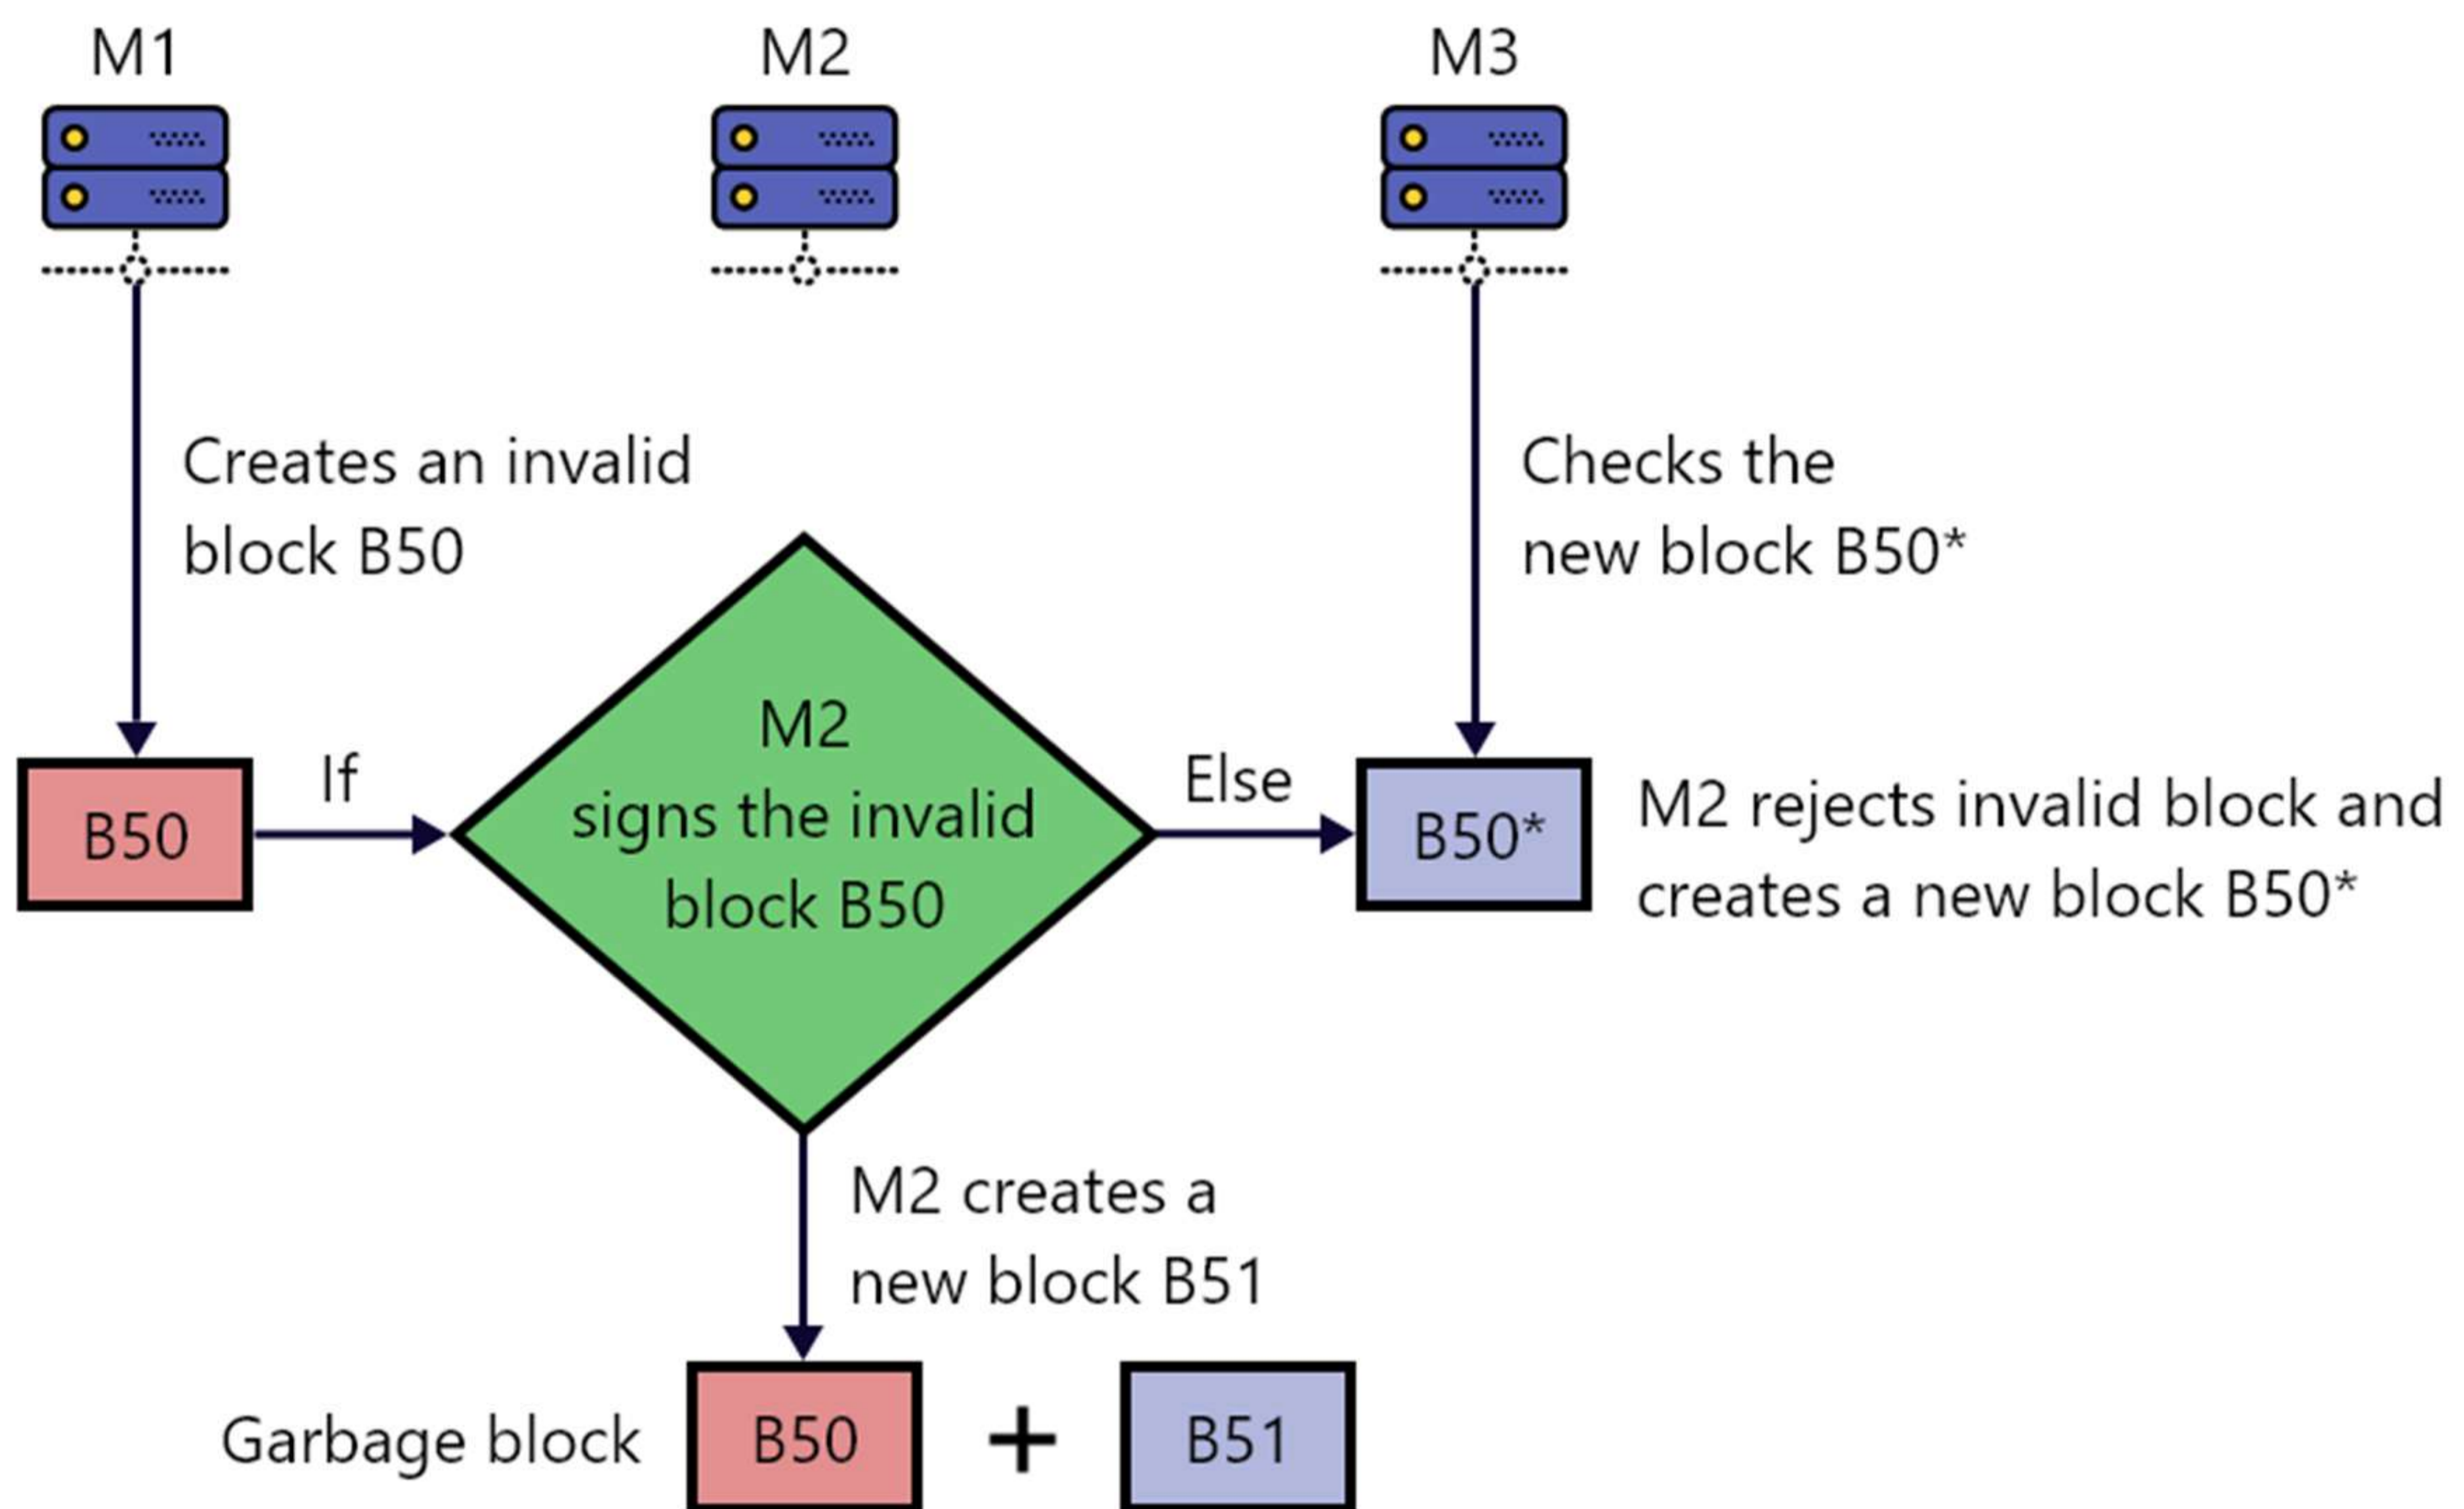 M1
M2
M3
Creates an invalid
block B50
Checks the
new block B50*
B50
If
M2
signs the invalid
block B50
Else
B50*
M2 rejects invalid block and
creates a new block B50*
M2 creates a
new block B51
Garbage block
B50
+
B51